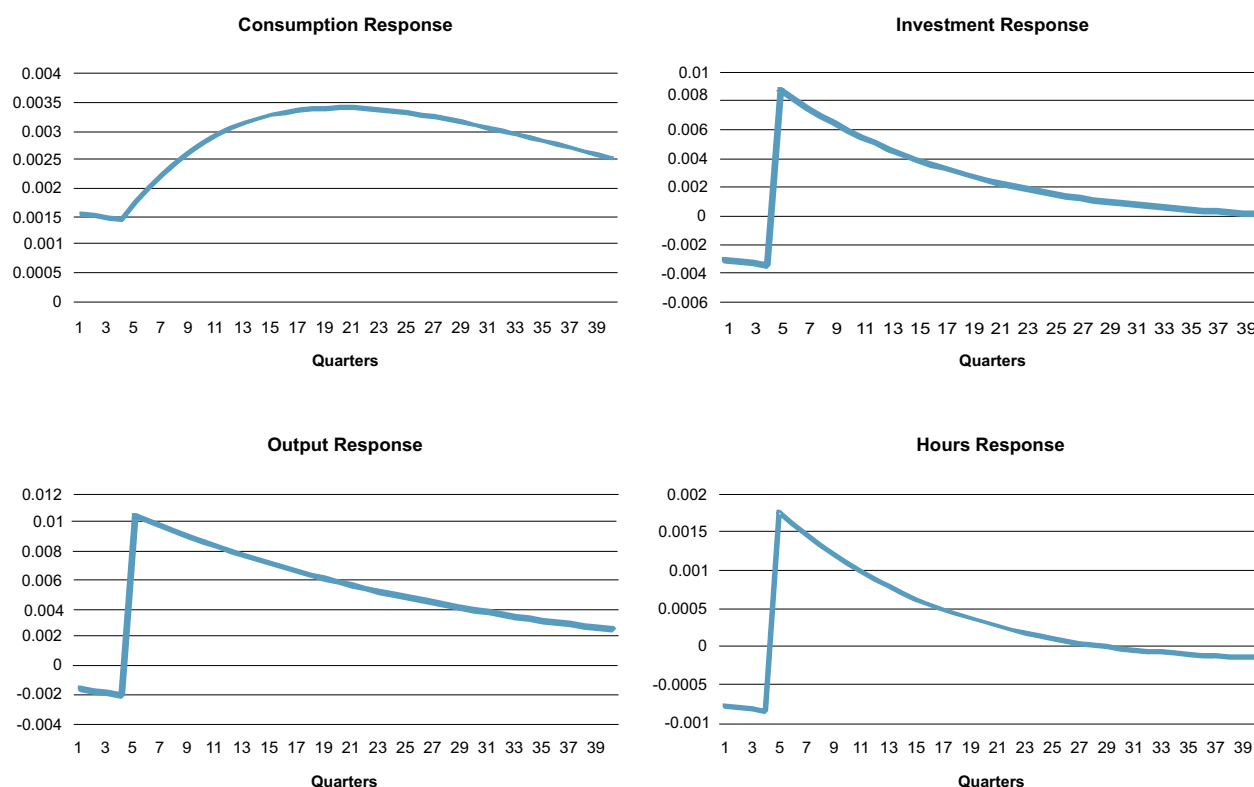 Consumption Response
0.004
0.0035
0.003
0.0025
0.002
0.0015
0.001
0.0005
0
1 3 5 7 9 11 13 15 17 19 21 23 25 27 29 31 33 35 37 39
Quarters
Investment Response
0.01
0.008
0.006
0.004
0.002
0
-0.002
-0.004
-0.006
1 3 5 7 9 11 13 15 17 19 21 23 25 27 29 31 33 35 37 39
Quarters
Output Response
0.012
0.01
0.008
0.006
0.004
0.002
0
-0.002
-0.004
1 3 5 7 9 11 13 15 17 19 21 23 25 27 29 31 33 35 37 39
Quarters
Hours Response
0.002
0.0015
0.001
0.0005
0
-0.0005
-0.001
1 3 5 7 9 11 13 15 17 19 21 23 25 27 29 31 33 35 37 39
Quarters